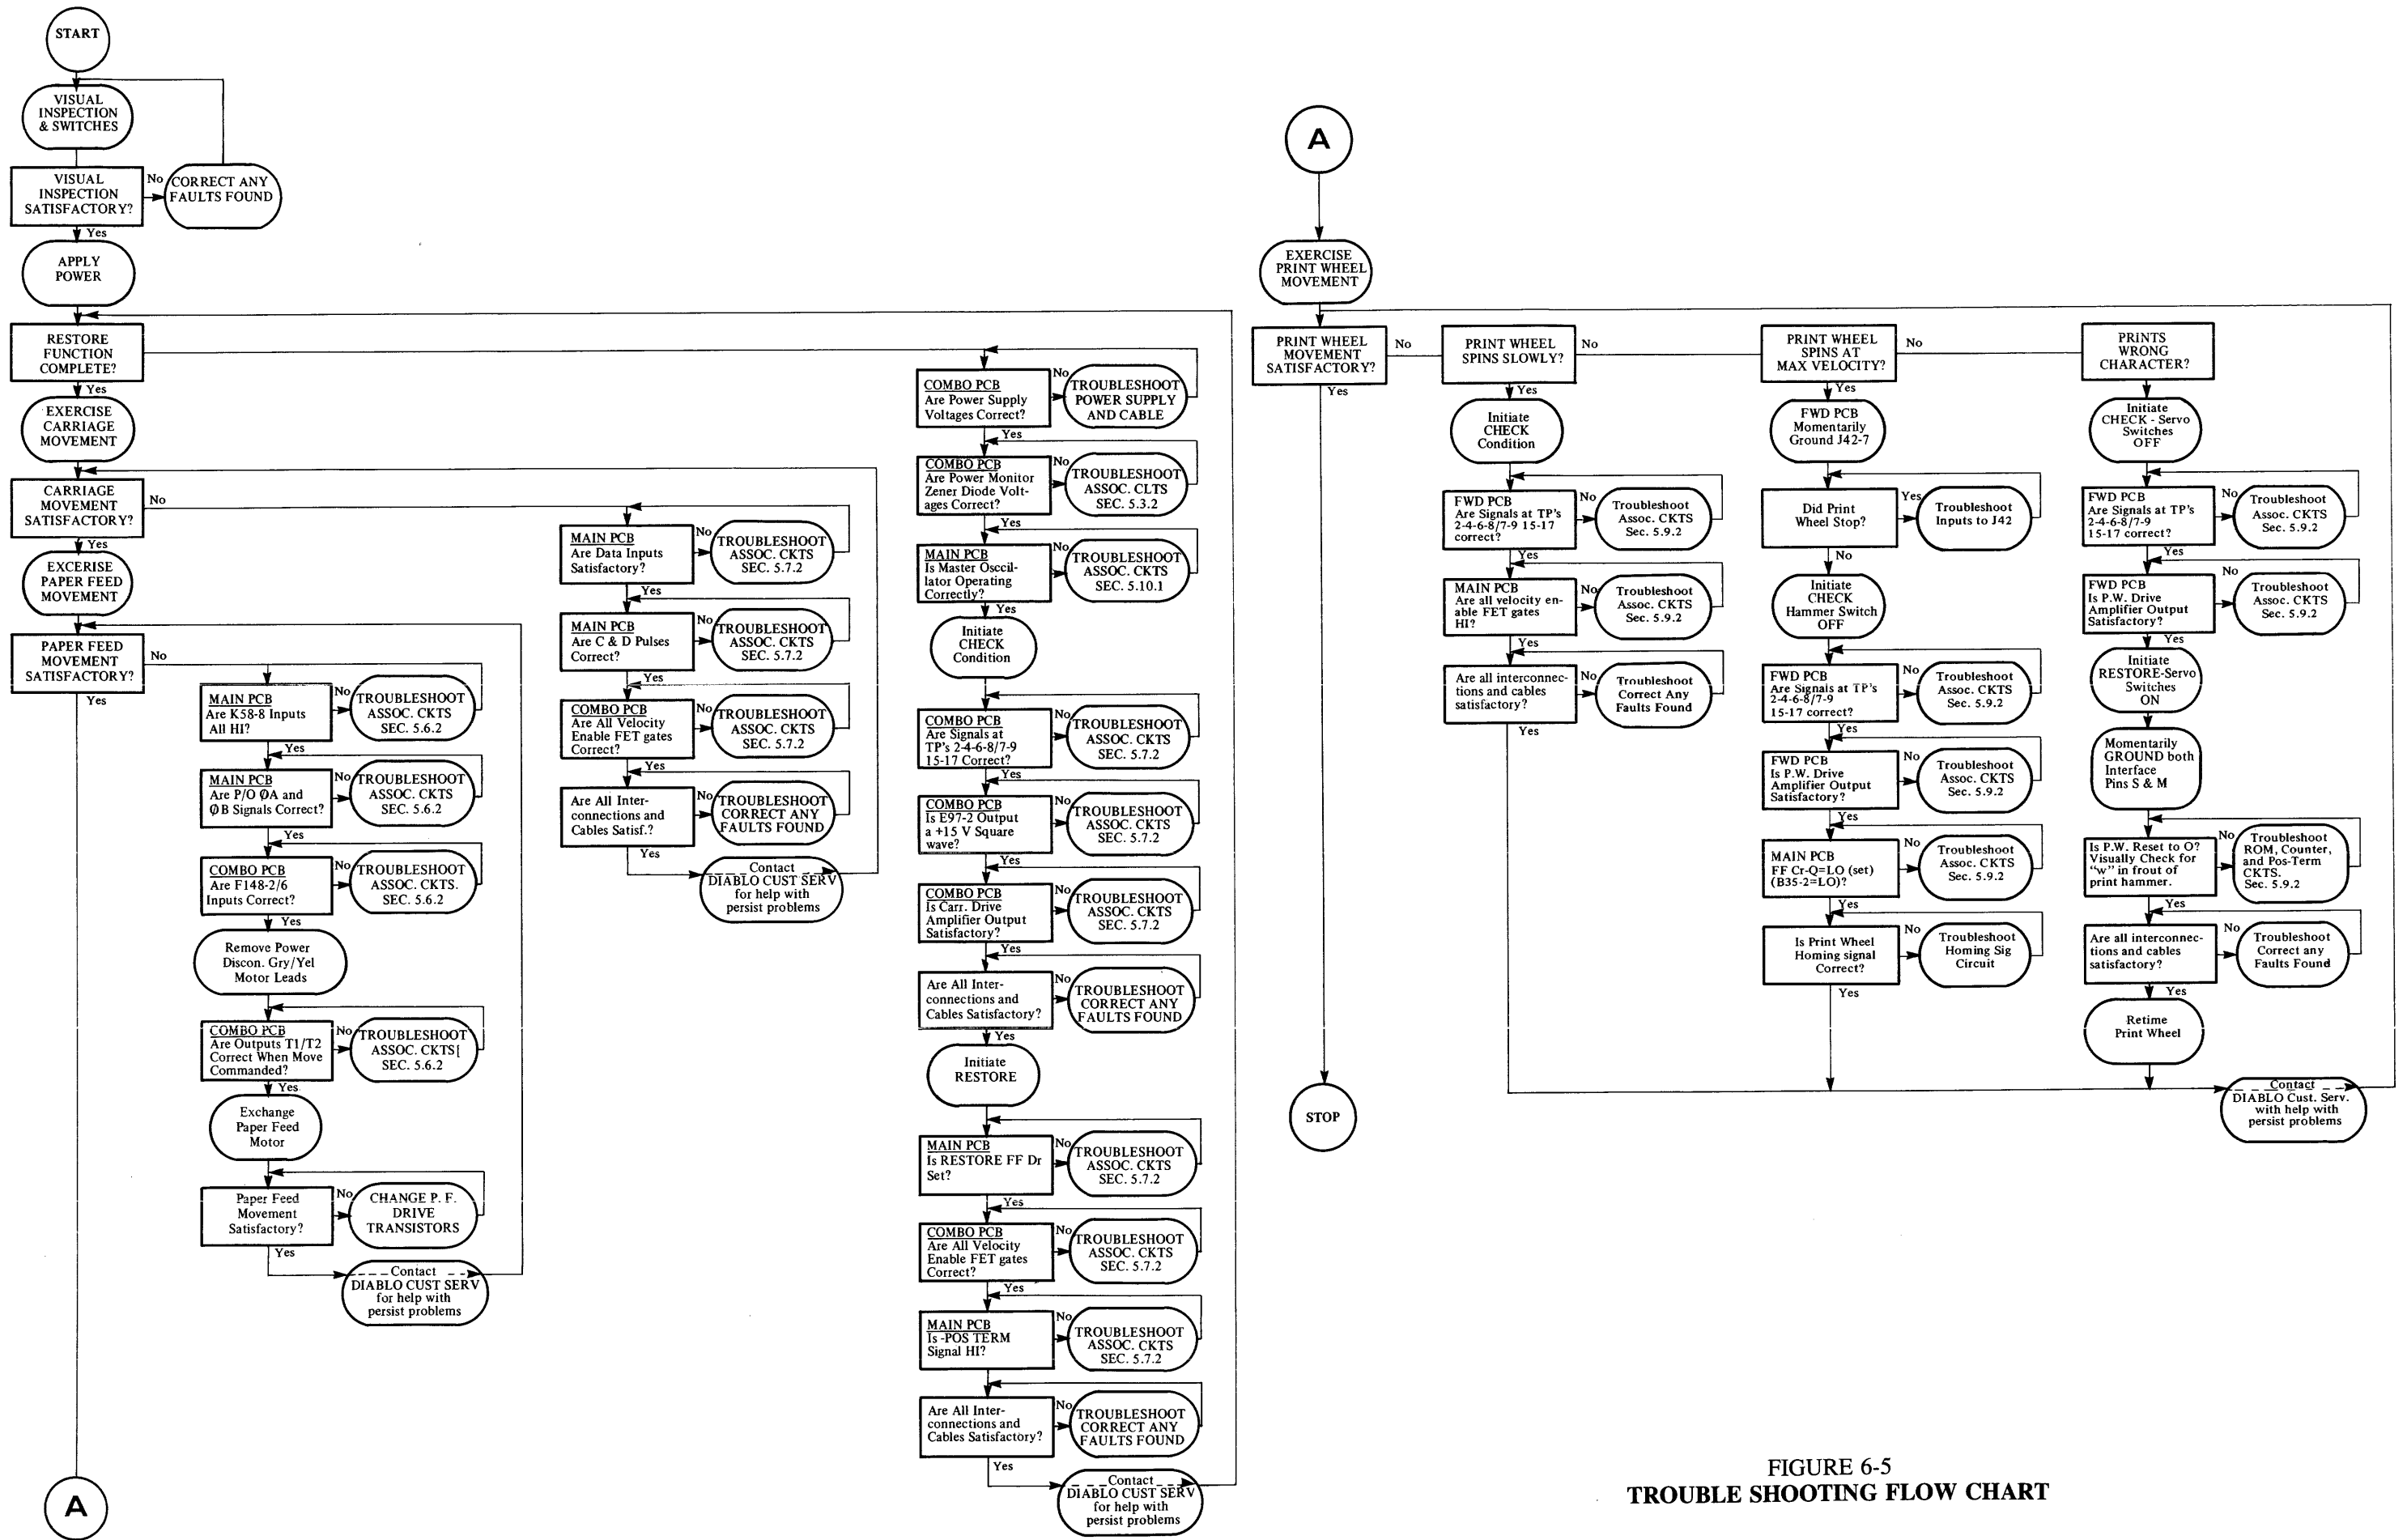 START
VISUAL
INSPECTION
& SWITCHES
VISUAL
INSPECTION
SATISFACTORY?
No
CORRECT ANY
FAULTS FOUND
Yes
APPLY
POWER
RESTORE
FUNCTION
COMPLETE?
Yes
EXERCISE
CARRIAGE
MOVEMENT
CARRIAGE
MOVEMENT
SATISFACTORY?
No
Yes
EXCERISE
PAPER FEED
MOVEMENT
PAPER FEED
MOVEMENT
SATISFACTORY?
No
Yes
A
MAIN PCB
Are K58-8 Inputs
All HI?
No
TROUBLESHOOT
ASSOC. CKTS
SEC. 5.6.2
Yes
MAIN PCB
Are P/O ØA and
ØB Signals Correct?
No
TROUBLESHOOT
ASSOC. CKTS
SEC. 5.6.2
Yes
COMBO PCB
Are F148-2/6
Inputs Correct?
No
TROUBLESHOOT
ASSOC. CKTS.
SEC. 5.6.2
Yes
Remove Power
Discon. Gry/Yel
Motor Leads
COMBO PCB
Are Outputs T1/T2
Correct When Move
Commanded?
No
TROUBLESHOOT
ASSOC. CKTS[
SEC. 5.6.2
Yes
Exchange
Paper Feed
Motor
Paper Feed
Movement
Satisfactory?
No
CHANGE P. F.
DRIVE
TRANSISTORS
Yes
Contact
DIABLO CUST SERV
for help with
persist problems
MAIN PCB
Are Data Inputs
Satisfactory?
No
TROUBLESHOOT
ASSOC. CKTS
SEC. 5.7.2
Yes
MAIN PCB
Are C & D Pulses
Correct?
No
TROUBLESHOOT
ASSOC. CKTS
SEC. 5.7.2
Yes
COMBO PCB
Are All Velocity
Enable FET gates
Correct?
No
TROUBLESHOOT
ASSOC. CKTS
SEC. 5.7.2
Yes
Are All Inter-
connections and
Cables Satisf.?
No
TROUBLESHOOT
CORRECT ANY
FAULTS FOUND
Yes
Contact
DIABLO CUST SERV
for help with
persist problems
COMBO PCB
Are Power Supply
Voltages Correct?
No
TROUBLESHOOT
POWER SUPPLY
AND CABLE
Yes
COMBO PCB
Are Power Monitor
Zener Diode Volt-
ages Correct?
No
TROUBLESHOOT
ASSOC. CLTS
SEC. 5.3.2
Yes
MAIN PCB
Is Master Osccil-
lator Operating
Correctly?
No
TROUBLESHOOT
ASSOC. CKTS
SEC. 5.10.1
Yes
Initiate
CHECK
Condition
COMBO PCB
Are Signals at
TP's 2-4-6-8/7-9
15-17 Correct?
No
TROUBLESHOOT
ASSOC. CKTS
SEC. 5.7.2
Yes
COMBO PCB
Is E97-2 Output
a +15 V Square
wave?
No
TROUBLESHOOT
ASSOC. CKTS
SEC. 5.7.2
Yes
COMBO PCB
Is Carr. Drive
Amplifier Output
Satisfactory?
No
TROUBLESHOOT
ASSOC. CKTS
SEC. 5.7.2
Yes
Are All Inter-
connections and
Cables Satisfactory?
No
TROUBLESHOOT
CORRECT ANY
FAULTS FOUND
Yes
Initiate
RESTORE
MAIN PCB
Is RESTORE FF Dr
Set?
No
TROUBLESHOOT
ASSOC. CKTS
SEC. 5.7.2
Yes
COMBO PCB
Are All Velocity
Enable FET gates
Correct?
No
TROUBLESHOOT
ASSOC. CKTS
SEC. 5.7.2
Yes
MAIN PCB
Is -POS TERM
Signal HI?
No
TROUBLESHOOT
ASSOC. CKTS
SEC. 5.7.2
Are All Inter-
connections and
Cables Satisfactory?
No
TROUBLESHOOT
CORRECT ANY
FAULTS FOUND
Yes
Contact
DIABLO CUST SERV
for help with
persist problems
A
EXERCISE
PRINT WHEEL
MOVEMENT
PRINT WHEEL
MOVEMENT
SATISFACTORY?
No
Yes
STOP
PRINT WHEEL
SPINS SLOWLY?
No
Yes
Initiate
CHECK
Condition
FWD PCB
Are Signals at TP's
2-4-6-8/7-9 15-17
correct?
No
Troubleshoot
Assoc. CKTS
Sec. 5.9.2
Yes
MAIN PCB
Are all velocity en-
able FET gates
HI?
No
Troubleshoot
Assoc. CKTS
Sec. 5.9.2
Yes
Are all interconnec-
tions and cables
satisfactory?
No
Troubleshoot
Correct Any
Faults Found
Yes
PRINT WHEEL
SPINS AT
MAX VELOCITY?
No
Yes
FWD PCB
Momentarily
Ground J42-7
Did Print
Wheel Stop?
Yes
Troubleshoot
Inputs to J42
No
Initiate
CHECK
Hammer Switch
OFF
FWD PCB
Are Signals at TP's
2-4-6-8/7-9
15-17 correct?
No
Troubleshoot
Assoc. CKTS
Sec. 5.9.2
Yes
FWD PCB
Is P.W. Drive
Amplifier Output
Satisfactory?
No
Troubleshoot
Assoc. CKTS
Sec. 5.9.2
Yes
MAIN PCB
FF Cr-Q=LO (set)
(B35-2=LO)?
No
Troubleshoot
Assoc. CKTS
Sec. 5.9.2
Yes
Is Print Wheel
Homing signal
Correct?
No
Troubleshoot
Homing Sig
Circuit
Yes
PRINTS
WRONG
CHARACTER?
Initiate
CHECK - Servo
Switches
OFF
FWD PCB
Are Signals at TP's
2-4-6-8/7-9
15-17 correct?
No
Troubleshoot
Assoc. CKTS
Sec. 5.9.2
Yes
FWD PCB
Is P.W. Drive
Amplifier Output
Satisfactory?
No
Troubleshoot
Assoc. CKTS
Sec. 5.9.2
Yes
Initiate
RESTORE-Servo
Switches
ON
Momentarily
GROUND both
Interface
Pins S & M
Is P.W. Reset to O?
Visually Check for
"w" in frout of
print hammer.
No
Troubleshoot
ROM, Counter,
and Pos-Term
CKTS.
Sec. 5.9.2
Yes
Are all interconnec-
tions and cables
satisfactory?
No
Troubleshoot
Correct any
Faults Found
Yes
Retime
Print Wheel
Contact
DIABLO Cust. Serv.
with help with
persist problems
FIGURE 6-5
TROUBLE SHOOTING FLOW CHART